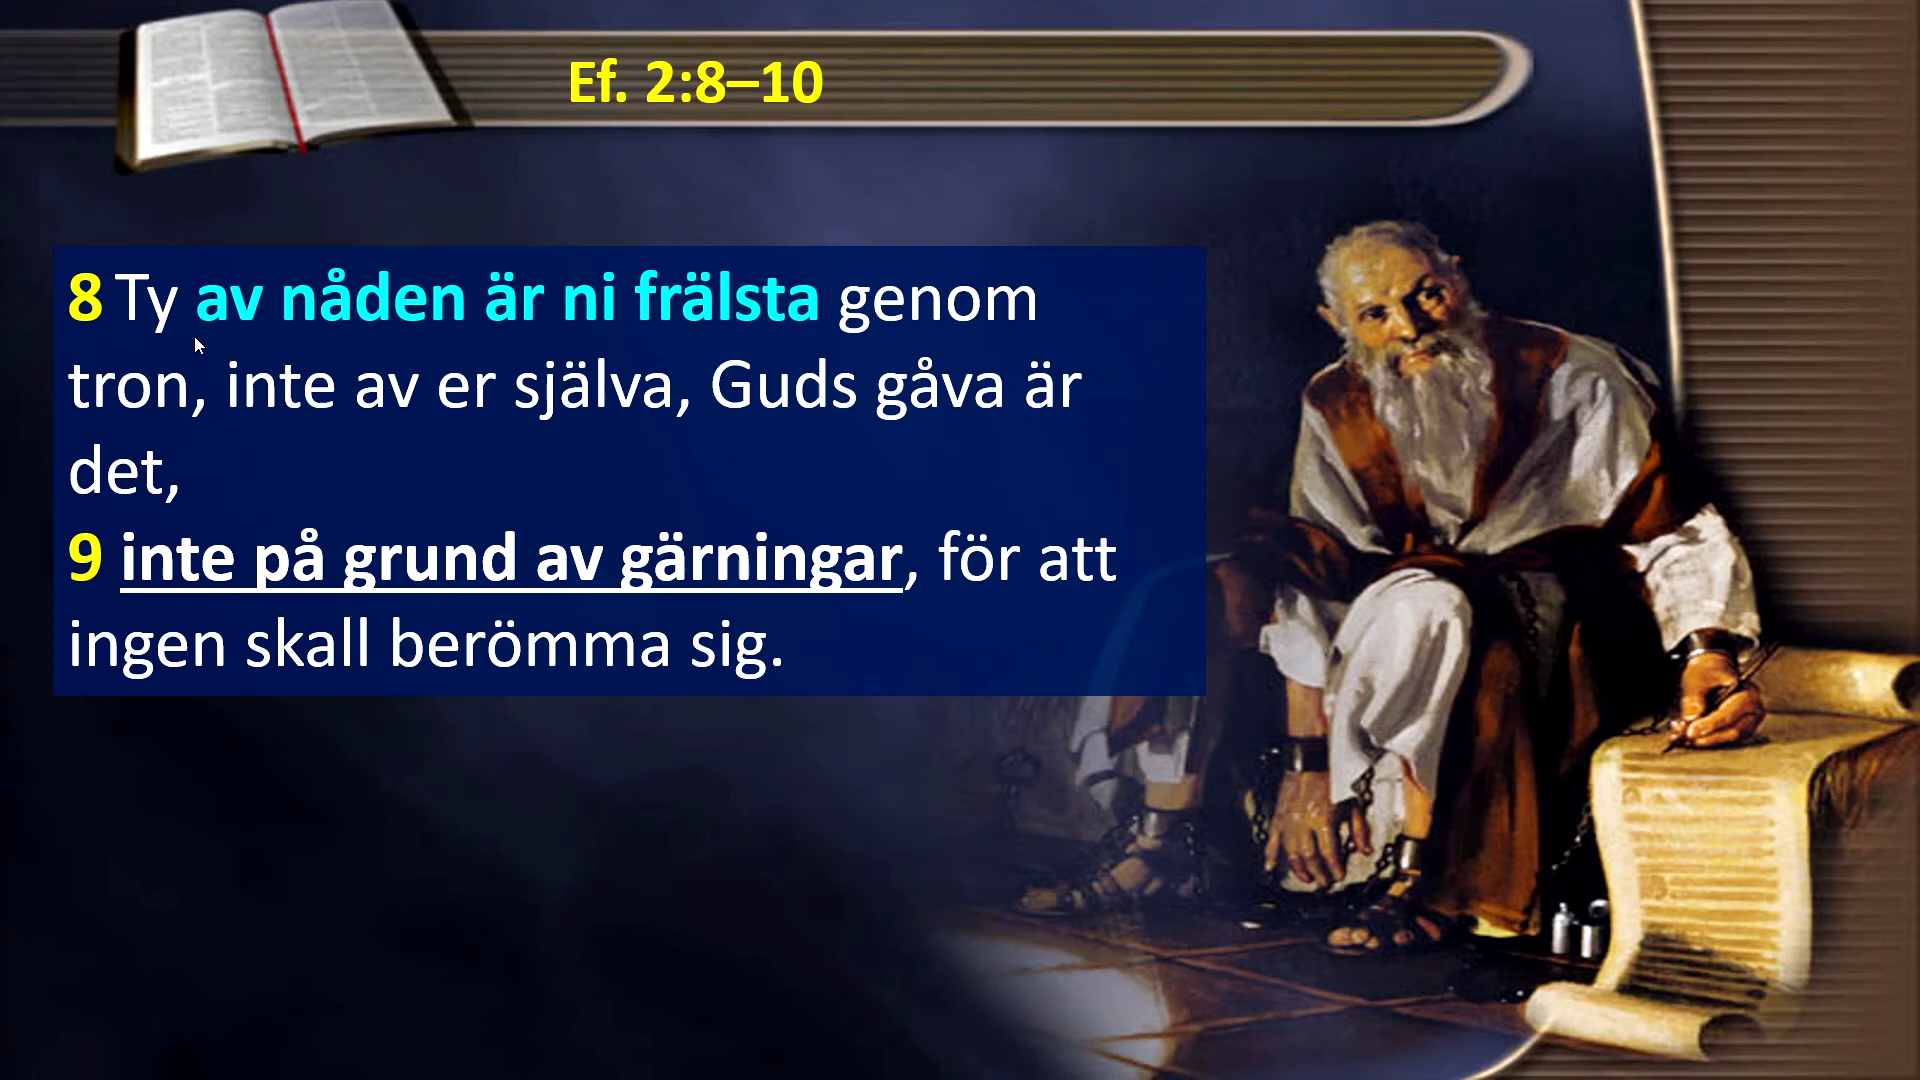 Ef. 2:8–10
8 Ty av nåden är ni frälsta genom
tron, inte av er själva, Guds gåva är
det,
9 inte på grund av gärningar, för att
ingen skall berömma sig.